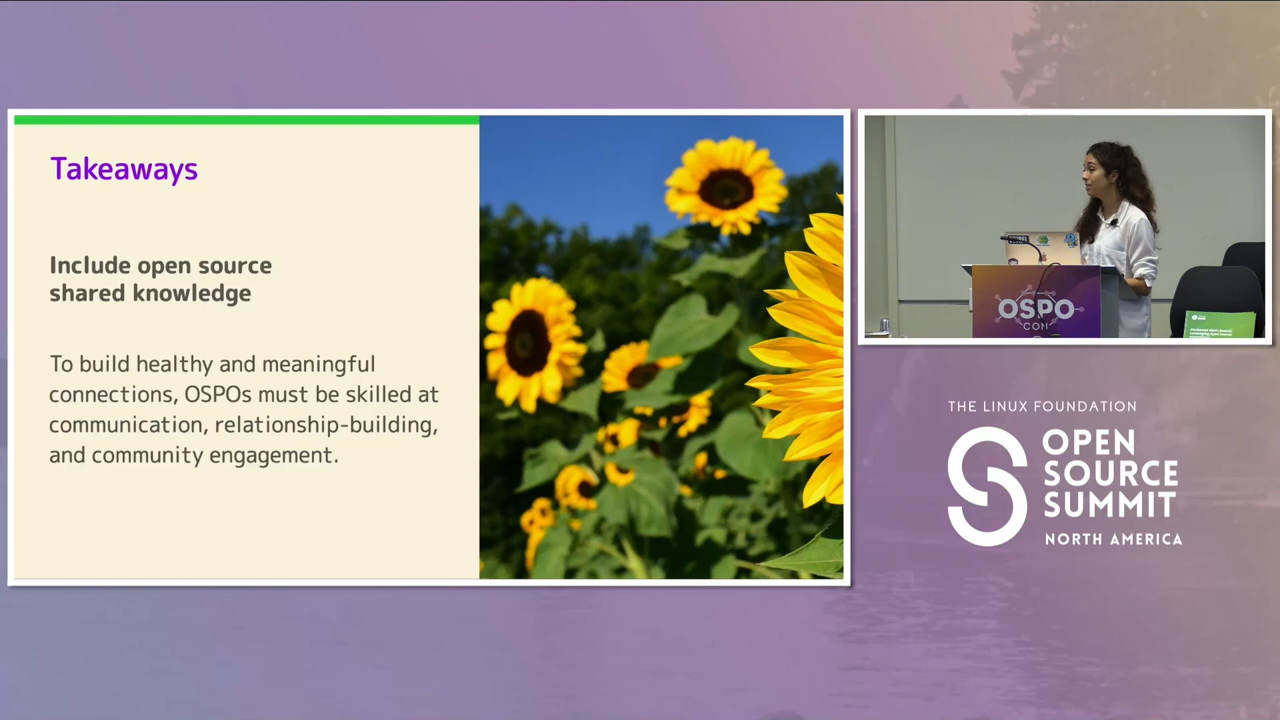 Takeaways
Include open source
shared knowledge
To build healthy and meaningful
connections, OSPOs must be skilled at
communication, relationship-building,
and community engagement.
OSPO
CON
THE LINUX FOUNDATION
OPEN
SOURCE
SUMMIT
NORTH AMERICA